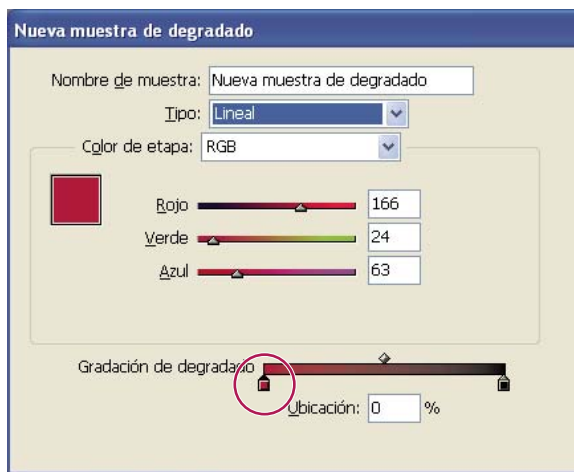 Nueva muestra de degradado
Nombre de muestra: Nueva muestra de degradado
Tipo: Lineal
Color de etapa: RGB
Rojo 166
Verde 24
Azul 63
Gradación de degradado
Ubicación: 0 %